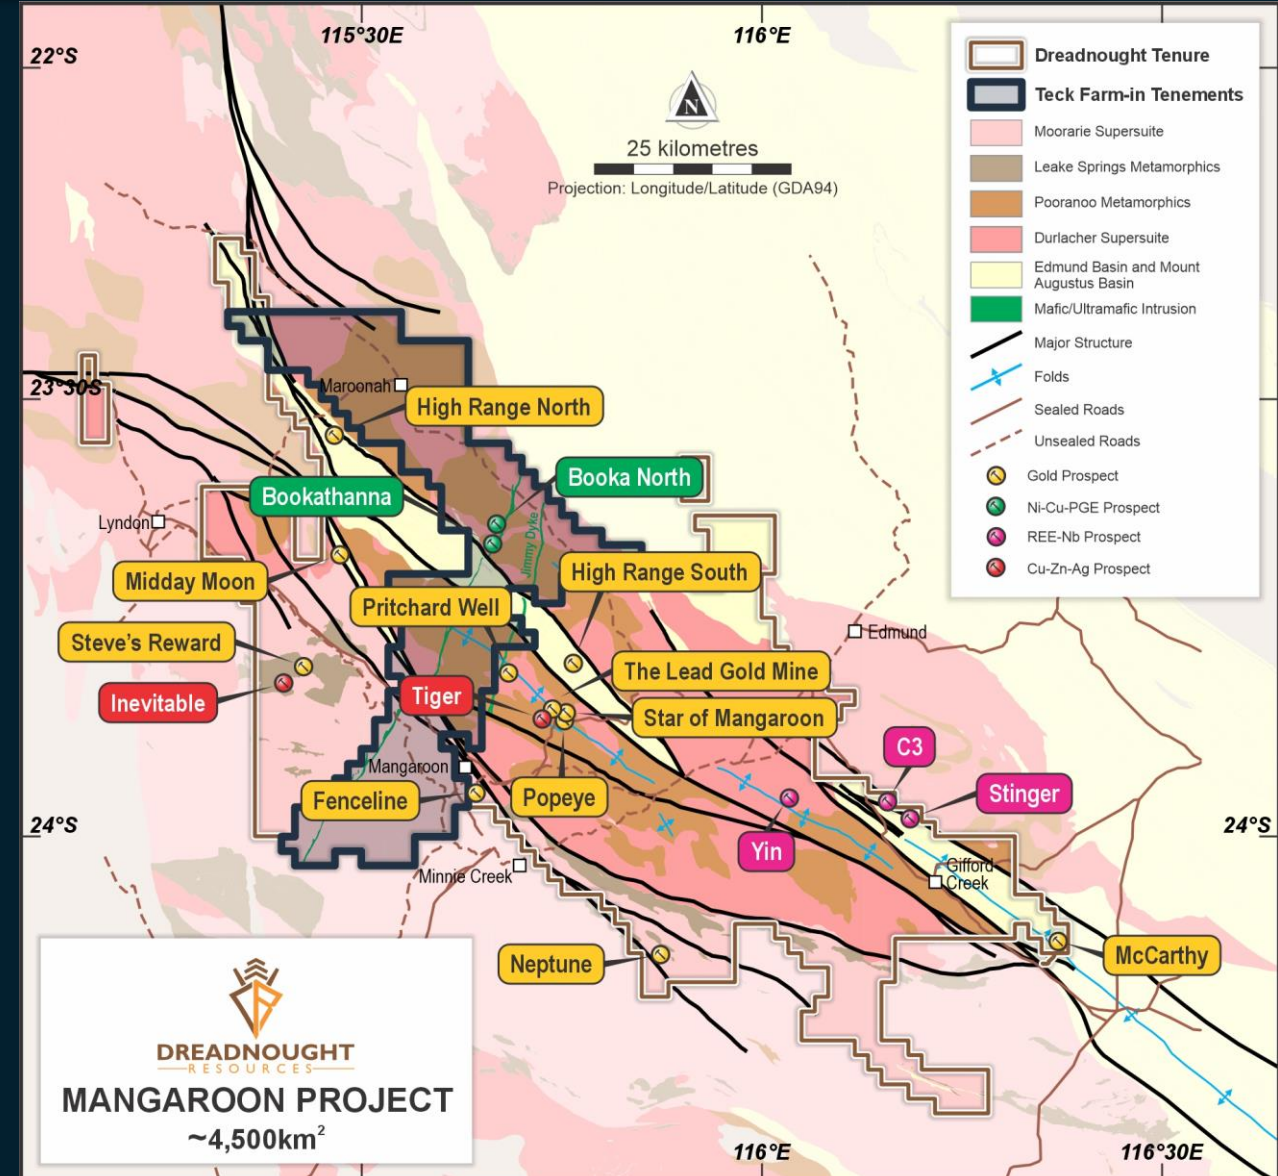 115°30E
116°E
22°S
N
25 kilometres
Projection: Longitude/Latitude (GDA94)
Dreadnought Tenure
Teck Farm-in Tenements
Moorarie Supersuite
Leake Springs Metamorphics
Pooranoo Metamorphics
Durlacher Supersuite
Edmund Basin and Mount
Augustus Basin
Mafic/Ultramafic Intrusion
Major Structure
Folds
Sealed Roads
Unsealed Roads
Gold Prospect
Ni-Cu-PGE Prospect
REE-Nb Prospect
Cu-Zn-Ag Prospect
23°30S
Maroonah
High Range North
Booka North
Bookathanna
Lyndon
Jimmy Dyke
Midday Moon
High Range South
Pritchard Well
Edmund
Steve's Reward
The Lead Gold Mine
Inevitable
Tiger
Star of Mangaroon
C3
Mangaroon
Stinger
Fenceline
Popeye
24°S
24°S
Yin
Gifford
Creek
Minnie Creek
Neptune
McCarthy
DREADNOUGHT
RESOURCES
MANGAROON PROJECT
~4,500km²
116°E
116°30E